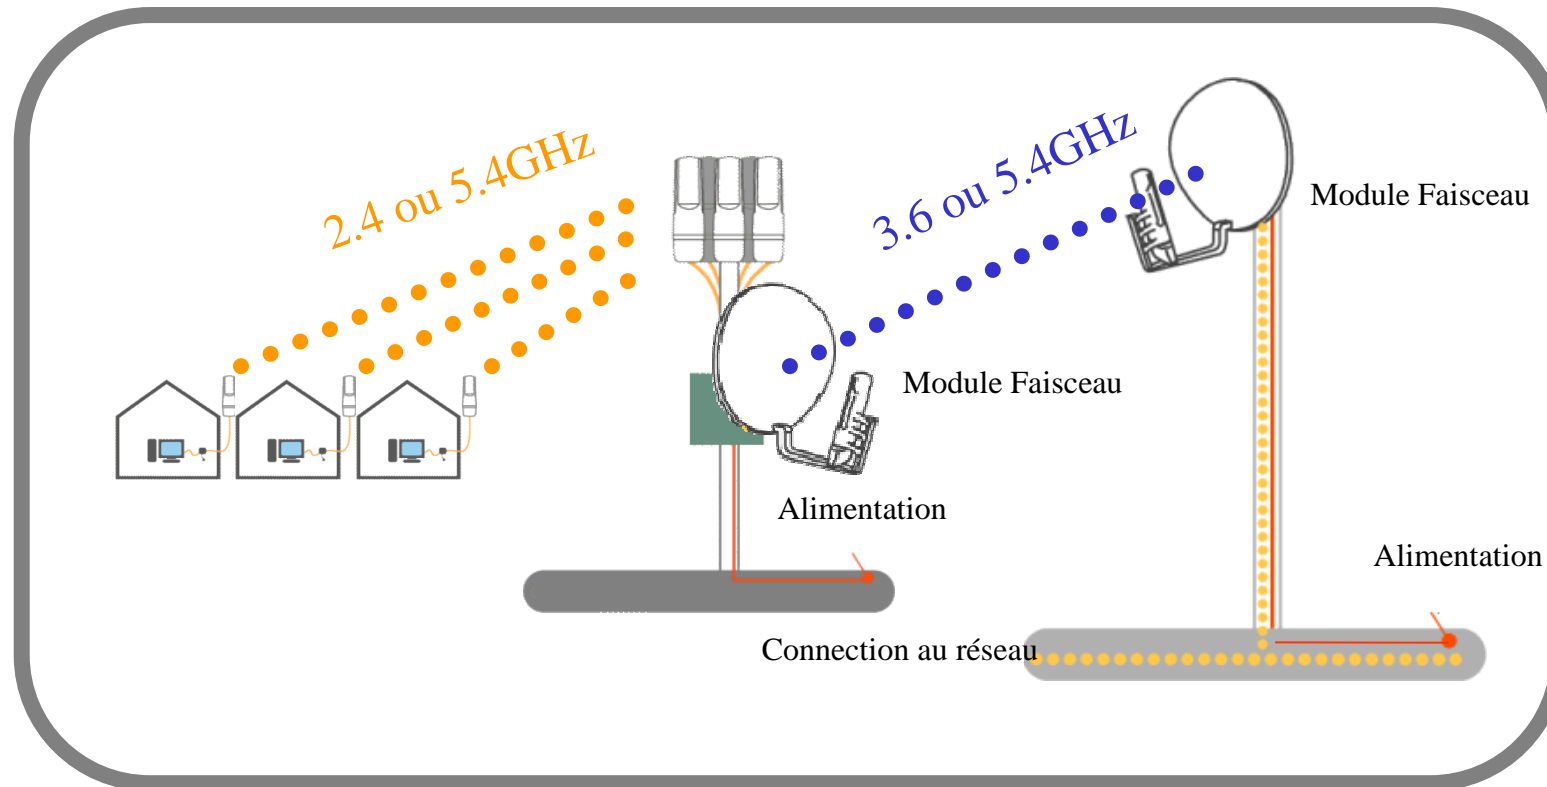 2.4 ou 5.4GHz
3.6 ou 5.4GHz
Module Faisceau
Module Faisceau
Alimentation
Alimentation
Connection au réseau